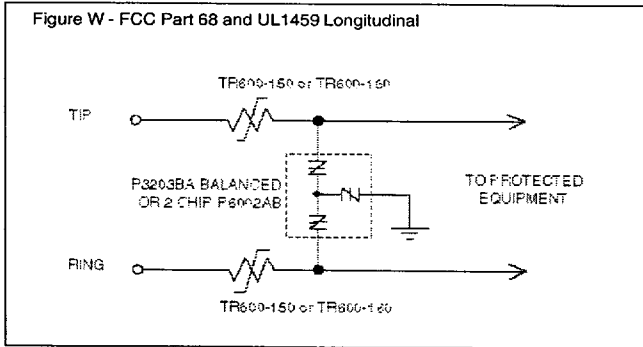 Figure W - FCC Part 68 and UL1459 Longitudinal
TR600-150 or TR600-160
TIP
P3203BA BALANCED
OR 2 CHIP P6002AB
TO PROTECTED
EQUIPMENT
RING
TR600-150 or TR600-160